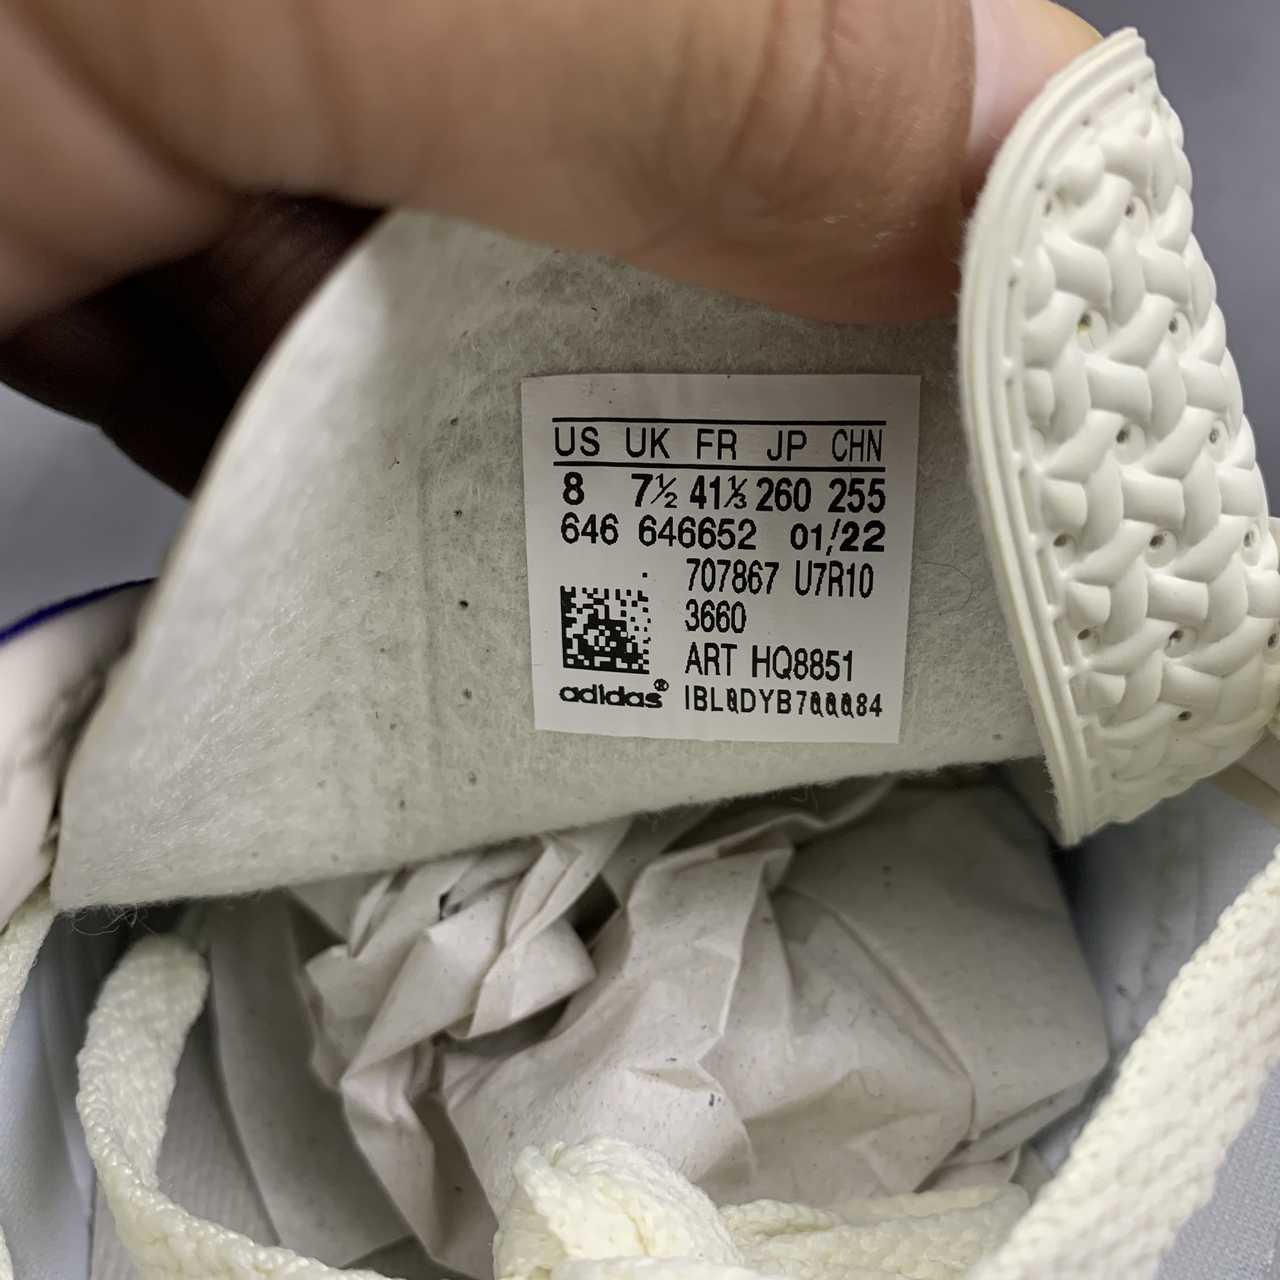 US UK FR JP CHN
8 7½ 41⅓ 260 255
646 646652 01/22
707867 U7R10
3660
ART HQ8851
adidas® IBL0DYB700084